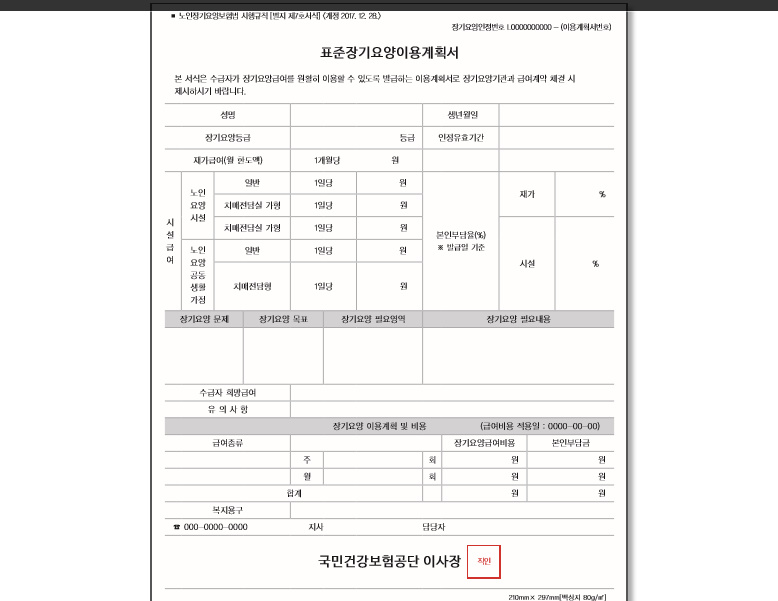 ■ 노인장기요양보험법 시행규칙 [별지 제7호서식] <개정 2017. 12. 28.>
장기요양인정번호 L0000000000 - (이용계획서번호)
표준장기요양이용계획서
본 서식은 수급자가 장기요양급여를 원활히 이용할 수 있도록 발급하는 이용계획서로 장기요양기관과 급여계약 체결 시
제시하시기 바랍니다.
성명 생년월일
장기요양등급 등급 인정유효기간
재가급여(월 한도액) 1개월당 원
시설급여
노인요양시설
일반 1일당 원
치매전담실 가형 1일당 원
치매전담실 가형 1일당 원
노인요양공동생활가정
일반 1일당 원
치매전담형 1일당 원
본인부담율(%)
※ 발급일 기준
재가 %
시설 %
장기요양 문제 장기요양 목표 장기요양 필요영역 장기요양 필요내용
수급자 희망급여
유 의 사 항
장기요양 이용계획 및 비용 (급여비용 적용일 : 0000-00-00)
급여종류 장기요양급여비용 본인부담금
주 회 원 원
월 회 원 원
합계 원 원
복지용구
☎ 000-0000-0000 지사 담당자
국민건강보험공단 이사장 직인
210mm× 297mm[백상지 80g/㎡]